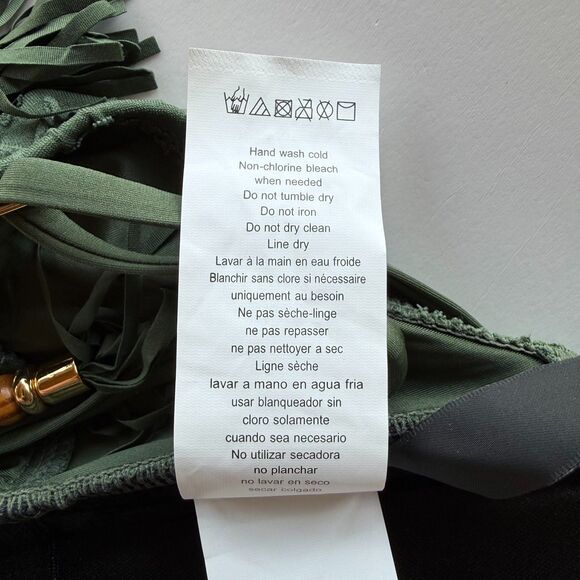 Hand wash cold
Non-chlorine bleach
when needed
Do not tumble dry
Do not iron
Do not dry clean
Line dry
Lavar à la main en eau froide
Blanchir sans clore si nécessaire
uniquement au besoin
Ne pas sèche-linge
ne pas repasser
ne pas nettoyer a sec
Ligne sèche
lavar a mano en agua fria
usar blanqueador sin
cloro solamente
cuando sea necesario
No utilizar secadora
no planchar
no lavar en seco
secar colgado